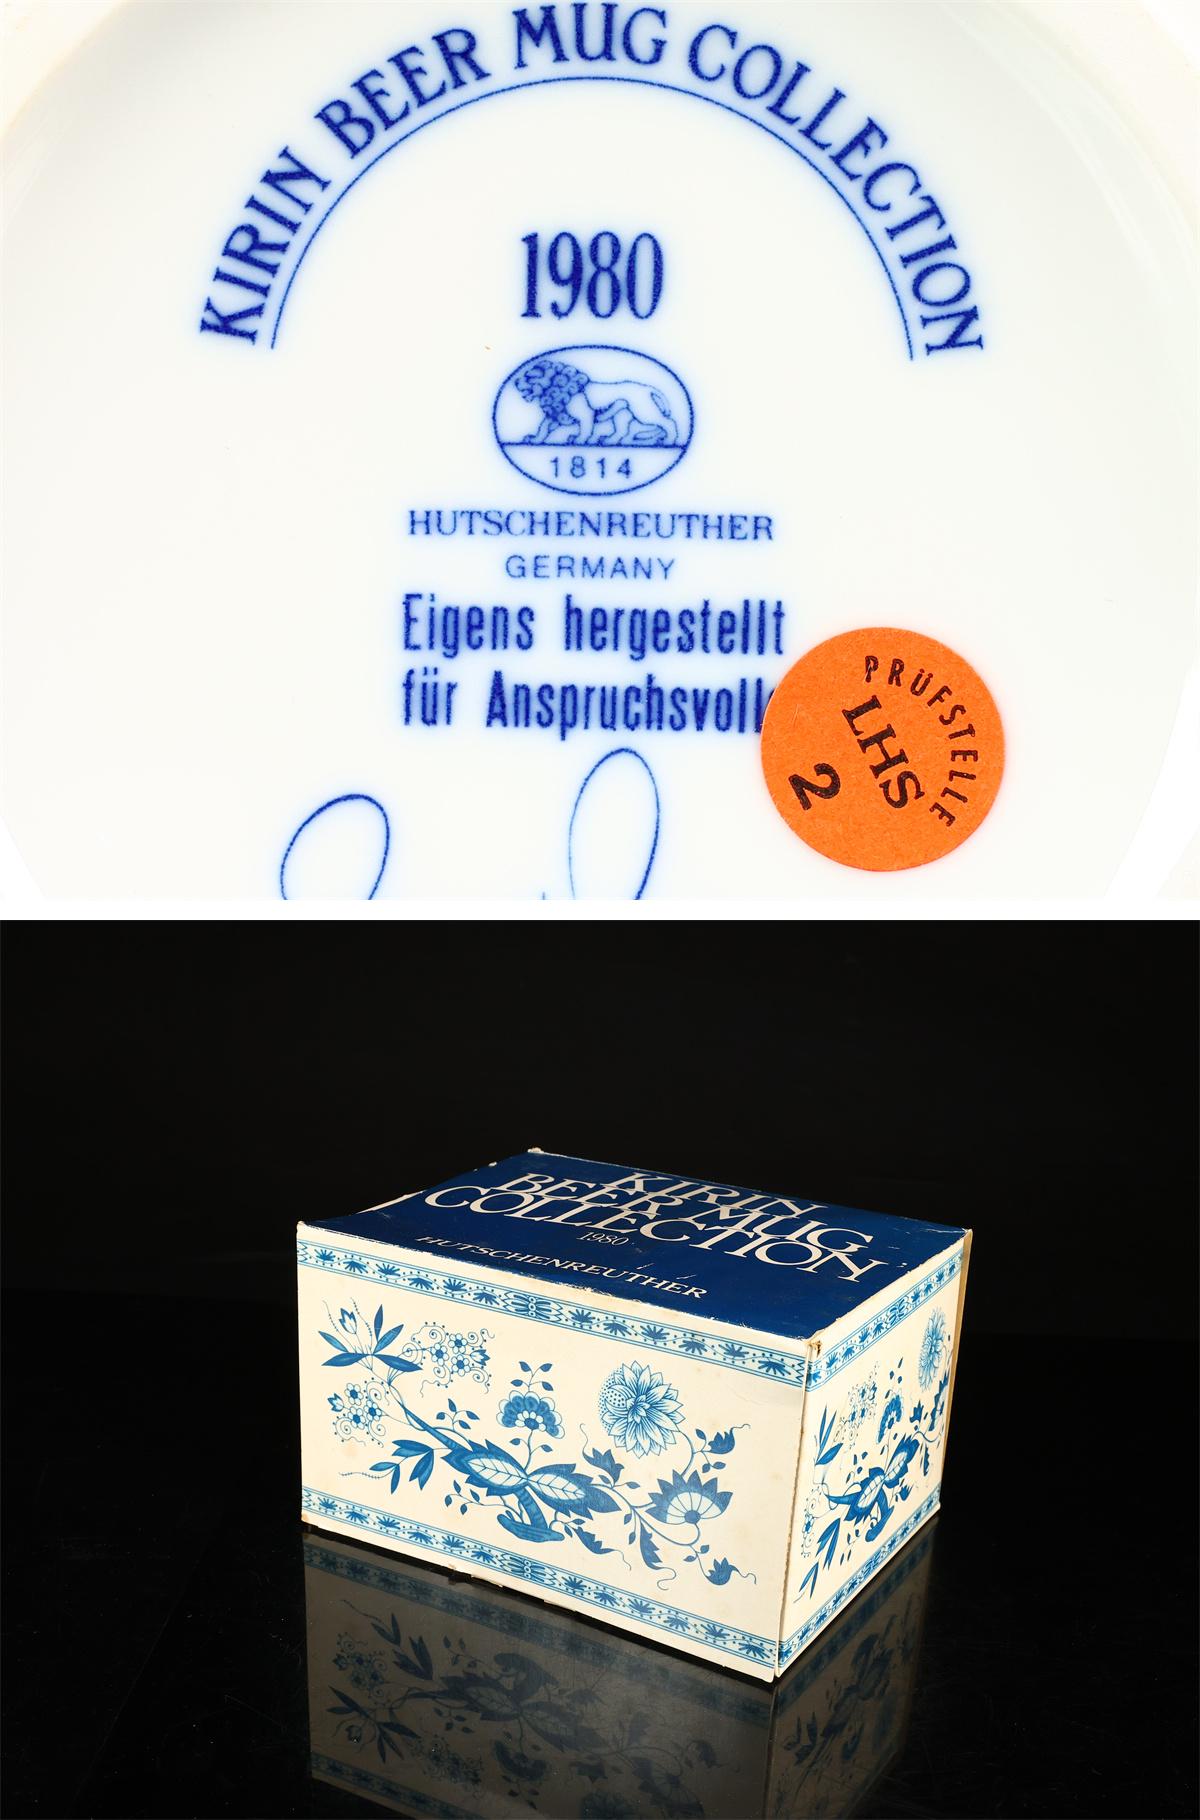 KIRIN BEER MUG COLLECTION
1980
1814
HUTSCHENREUTHER
GERMANY
Eigens hergestellt
für Anspruchsvoll
PRÜFSTELLE
LHS
2
KIRIN
BEER MUG
COLLECTION
1980
HUTSCHENREUTHER